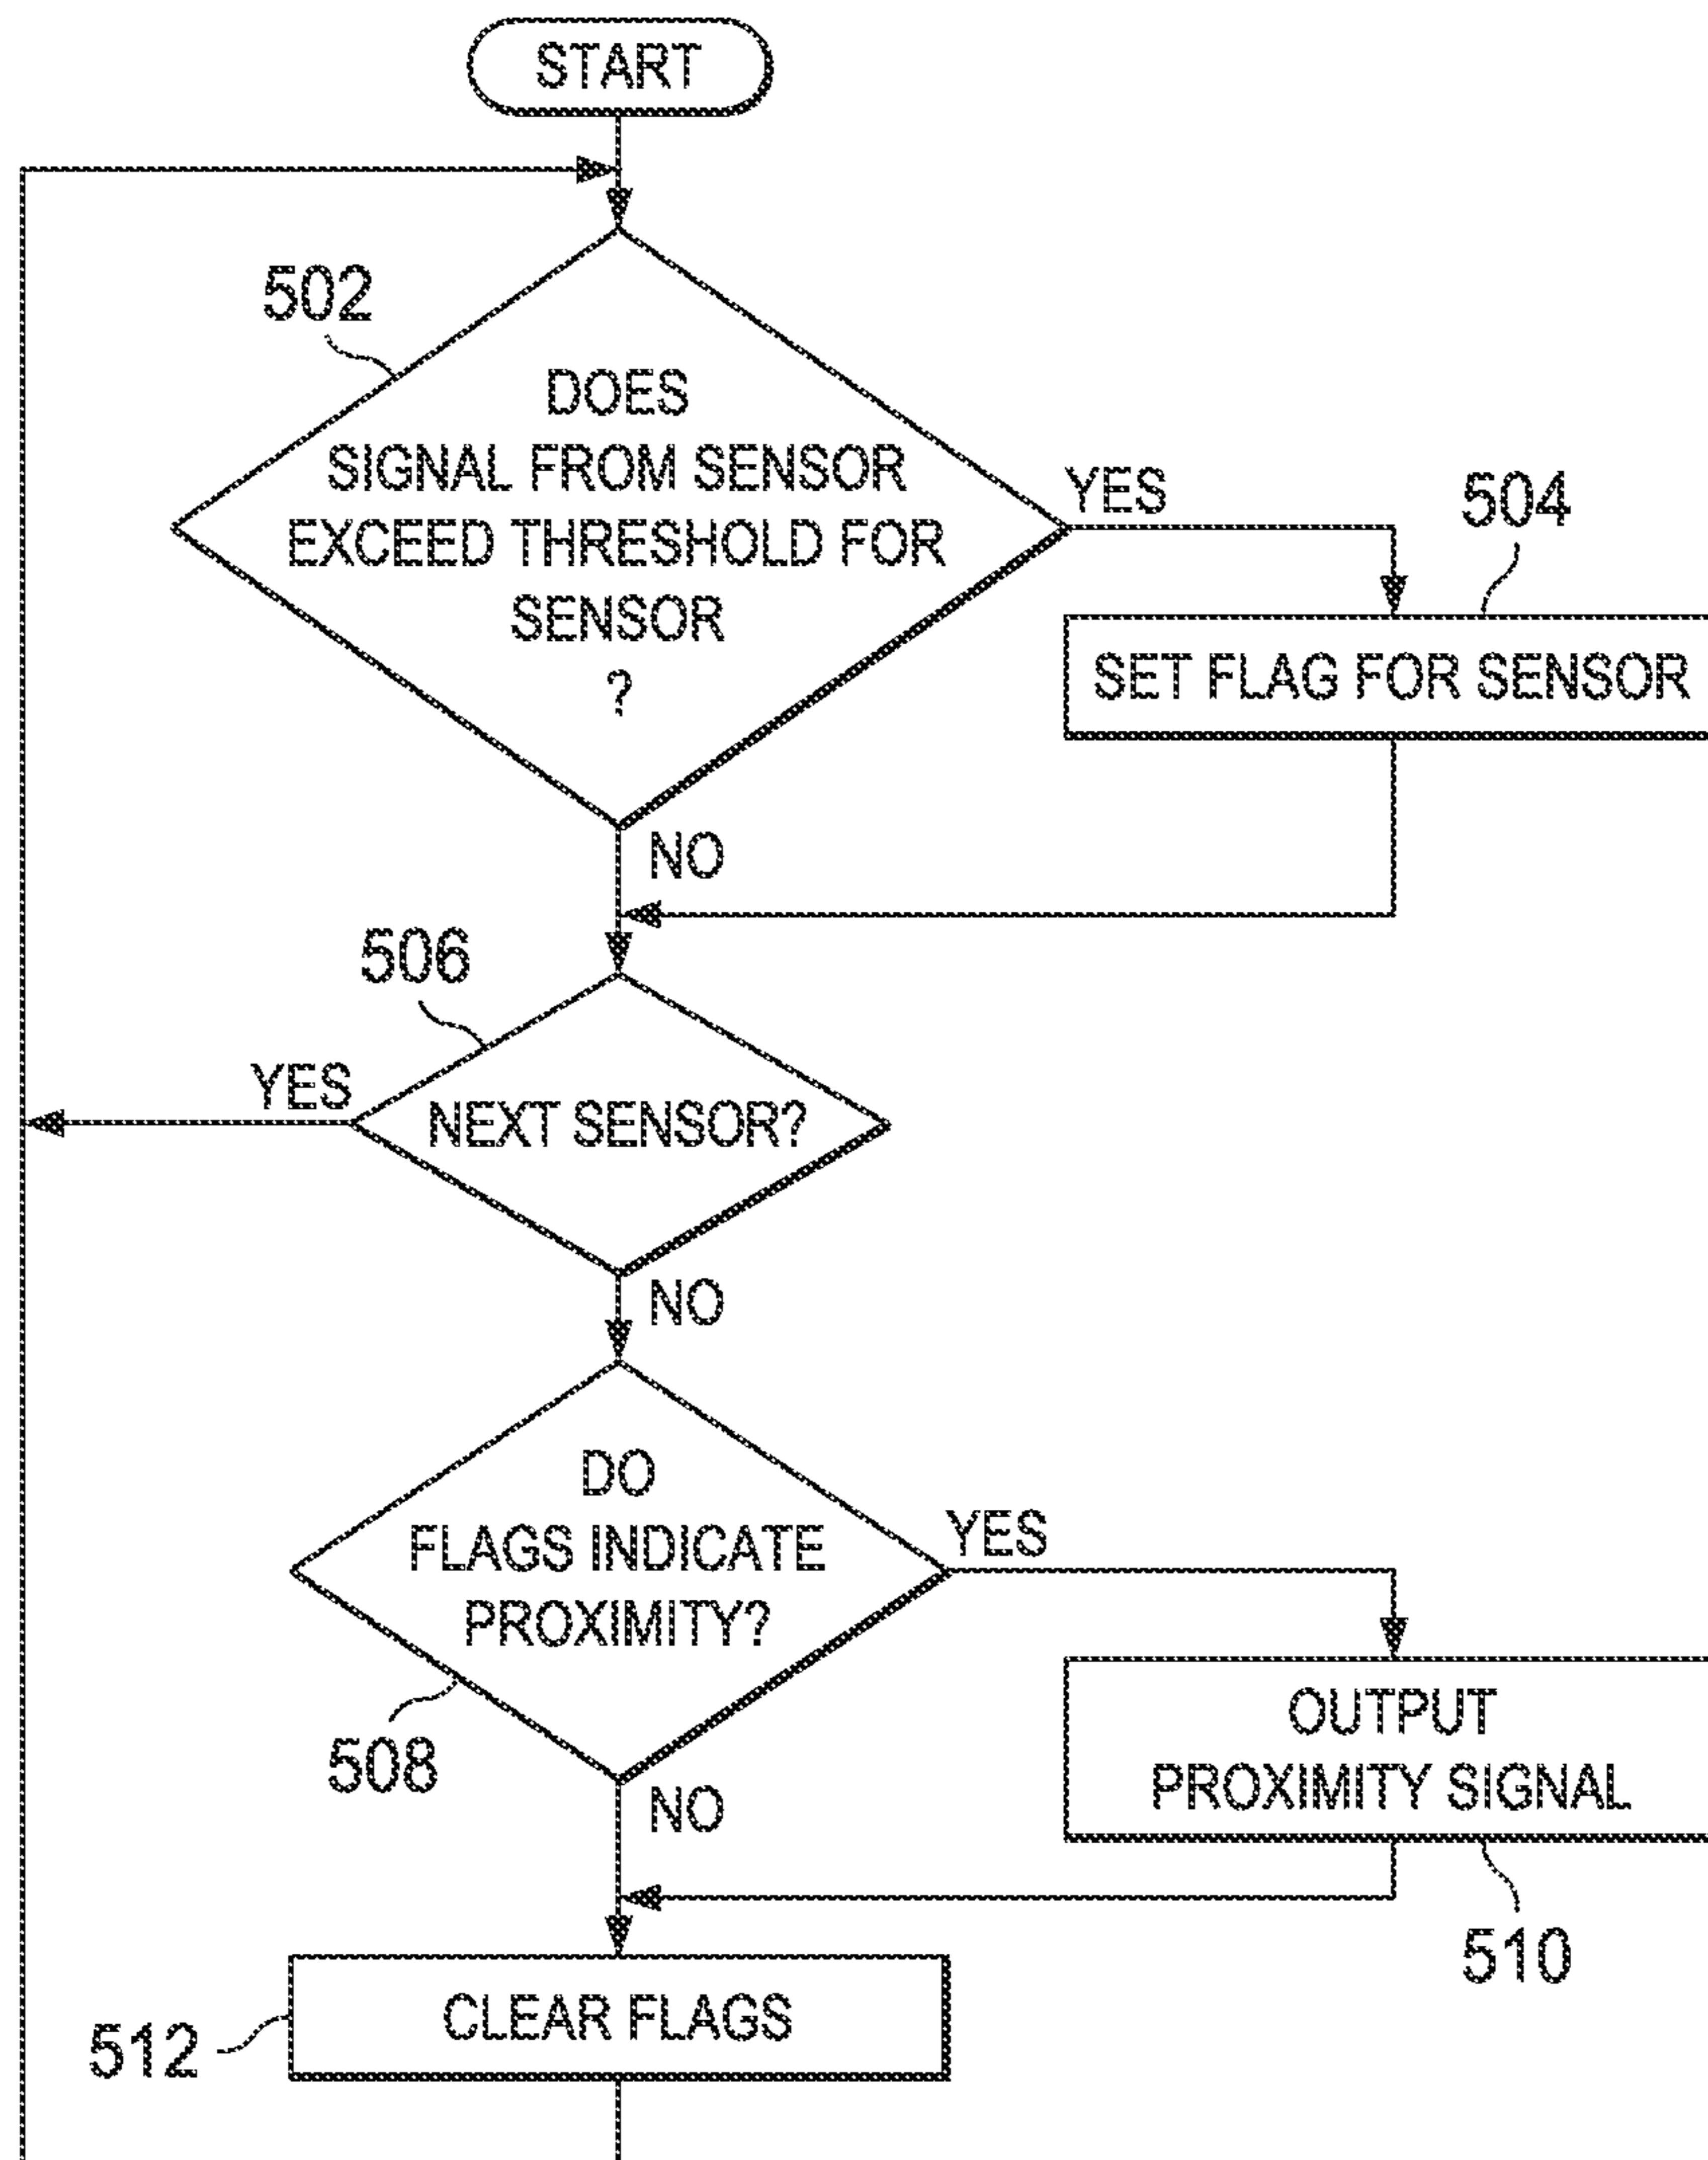 START
502
DOES
SIGNAL FROM SENSOR
EXCEED THRESHOLD FOR
SENSOR
?
YES
504
SET FLAG FOR SENSOR
NO
506
YES
NEXT SENSOR?
NO
DO
FLAGS INDICATE
PROXIMITY?
YES
508
OUTPUT
PROXIMITY SIGNAL
NO
510
CLEAR FLAGS
512